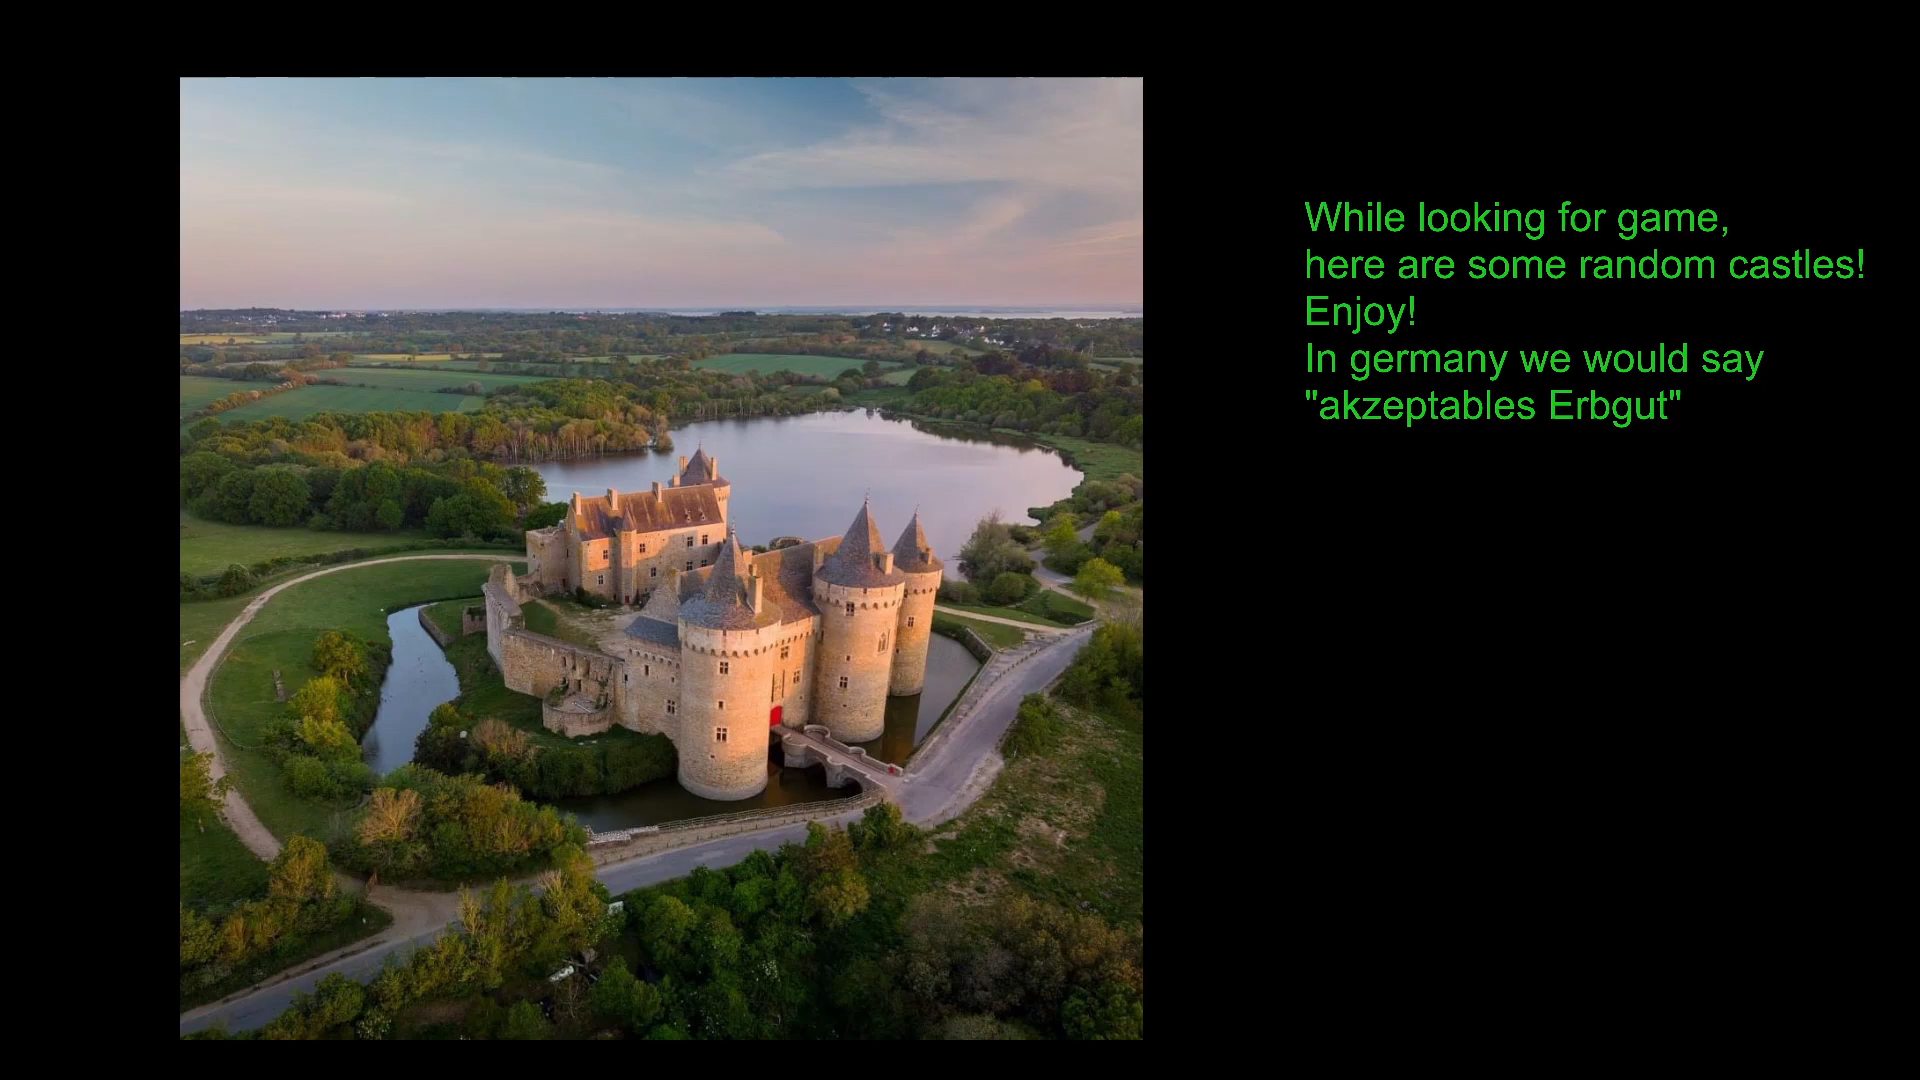 While looking for game,
here are some random castles!
Enjoy!
In germany we would say
"akzeptables Erbgut"